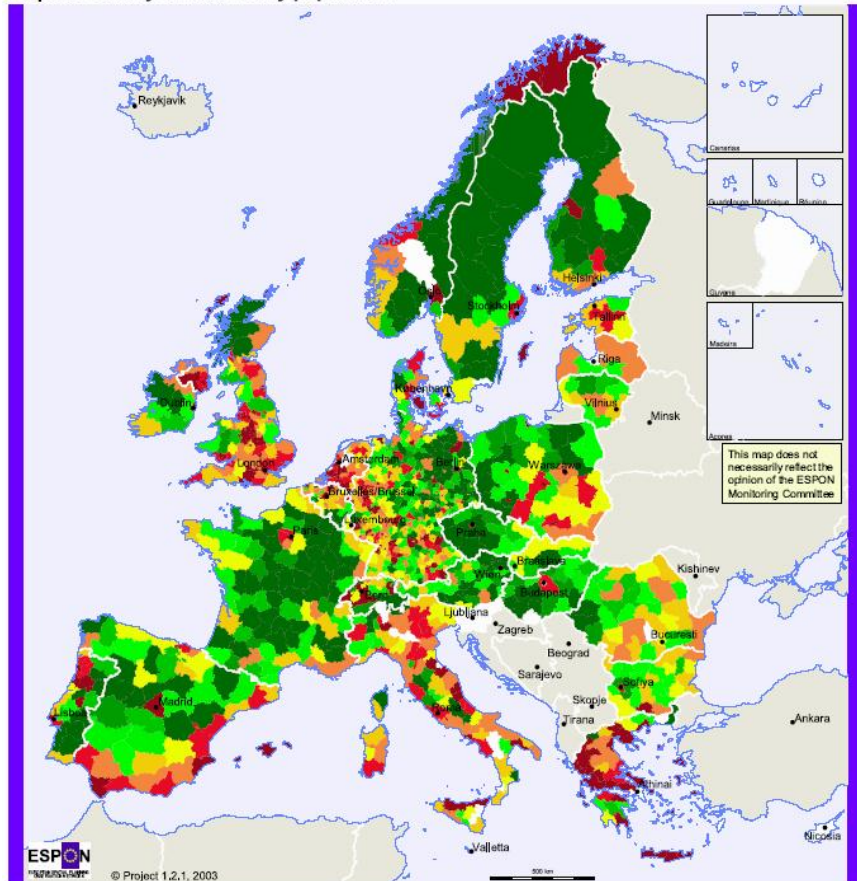 Reykjavik
Canarias
Guadeloupe
Martinique
Réunion
Guyana
Helsinki
Oslo
Stockholm
Tallinn
Madeira
Riga
Açores
København
Dublin
Vilnius
Minsk
This map does not
necessarily reflect the
opinion of the ESPON
Monitoring Committee
London
Amsterdam
Berlin
Warszawa
Bruxelles/Brussel
Luxembourg
Praha
Paris
Kishinev
Wien
Bratislava
Budapest
Bern
Ljubljana
Zagreb
Bucuresti
Beograd
Sarajevo
Sofiya
Madrid
Roma
Skopje
Lisboa
Tirana
Ankara
Athinai
Nicosia
Valletta
ESPON
© Project 1.2.1, 2003
500 km